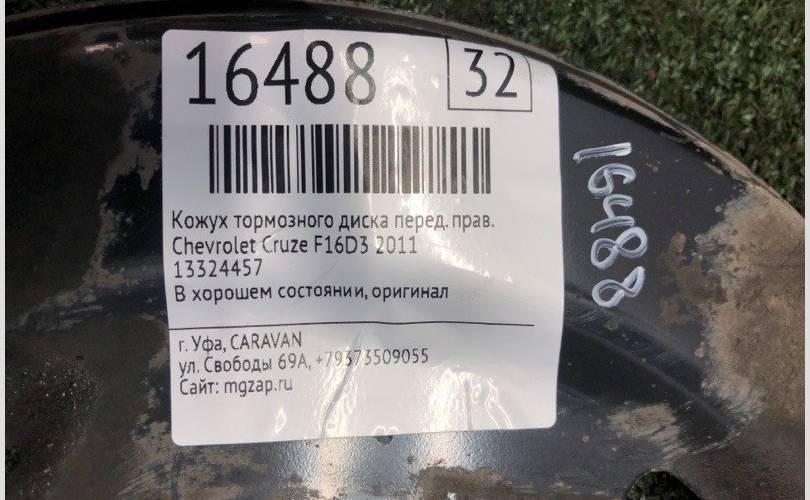 16488
32
Кожух тормозного диска перед. прав.
Chevrolet Cruze F16D3 2011
13324457
В хорошем состоянии, оригинал
г. Уфа, CARAVAN
ул. Свободы 69А, +79373509055
Сайт: mgzap.ru
16488